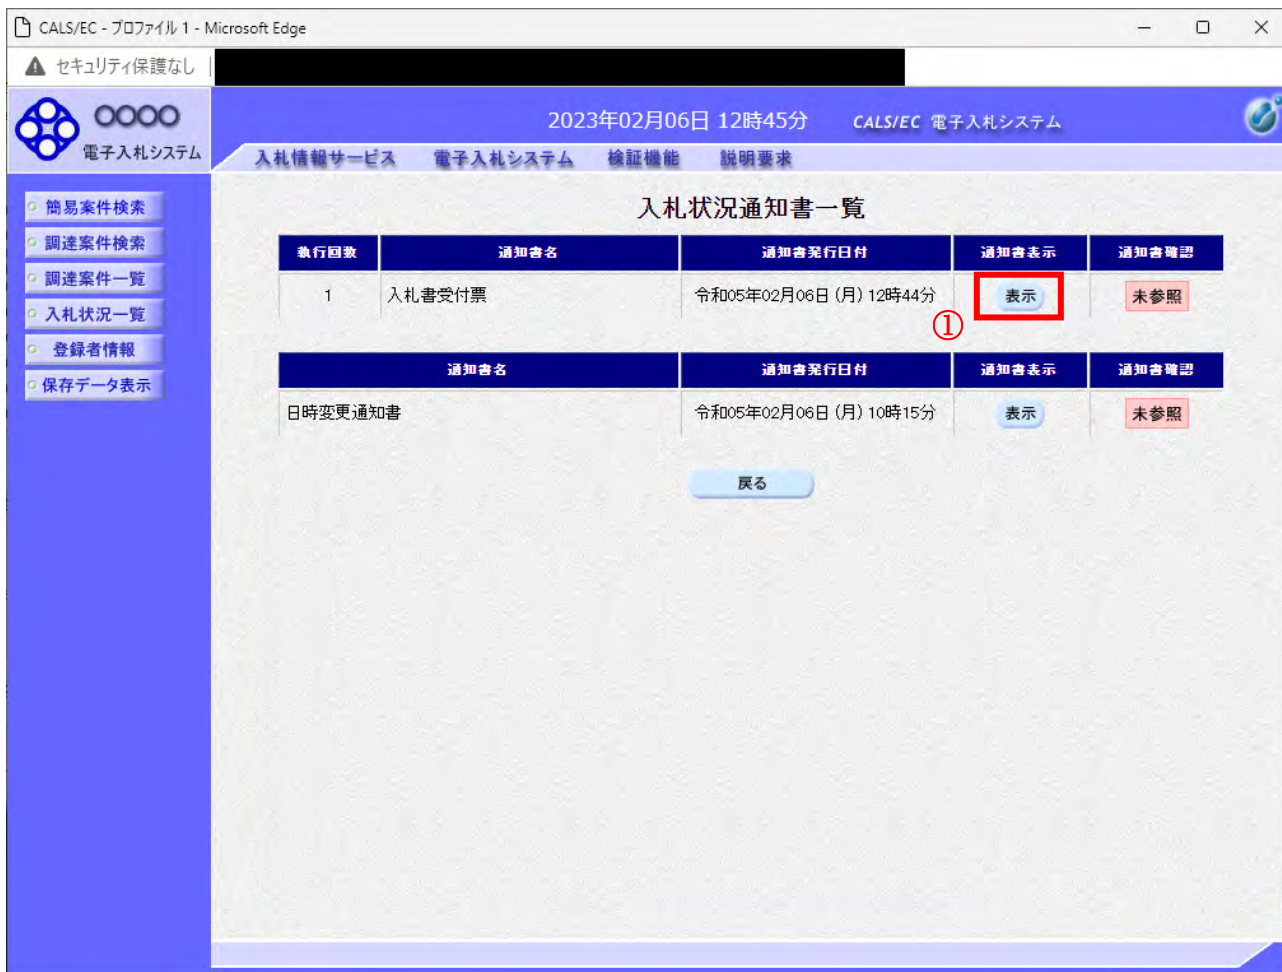 CALS/EC - プロファイル 1 - Microsoft Edge
セキュリティ保護なし
OOOO
電子入札システム
2023年02月06日 12時45分 CALS/EC 電子入札システム
入札情報サービス 電子入札システム 検証機能 説明要求
簡易案件検索
調達案件検索
調達案件一覧
入札状況一覧
登録者情報
保存データ表示
入札状況通知書一覧
執行回数 通知書名 通知書発行日付 通知書表示 通知書確認
1 入札書受付票 令和05年02月06日 (月) 12時44分 表示 未参照
①
通知書名 通知書発行日付 通知書表示 通知書確認
日時変更通知書 令和05年02月06日 (月) 10時15分 表示 未参照
戻る